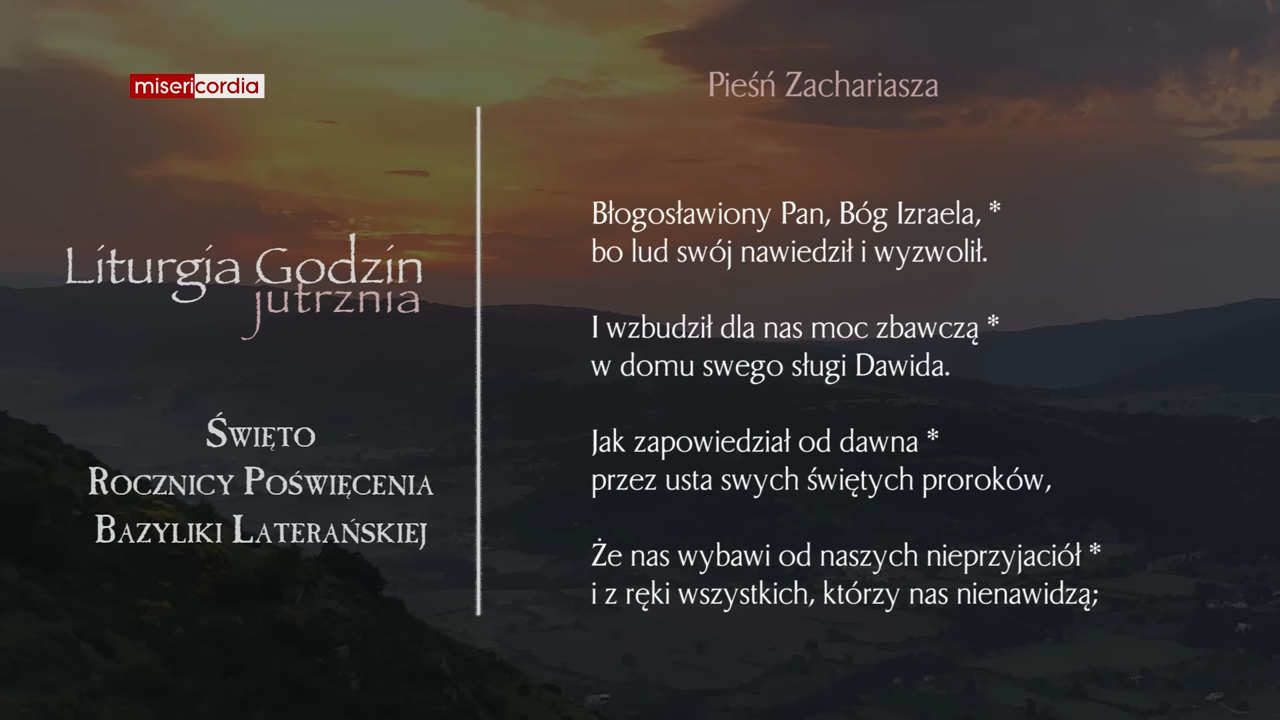 misericordia
Liturgia Godzin
jutrznia
Święto
Rocznicy Poświęcenia
Bazyliki Laterańskiej
Pieśń Zachariasza
Błogosławiony Pan, Bóg Izraela, *
bo lud swój nawiedził i wyzwolił.
I wzbudził dla nas moc zbawczą *
w domu swego sługi Dawida.
Jak zapowiedział od dawna *
przez usta swych świętych proroków,
Że nas wybawi od naszych nieprzyjaciół *
i z ręki wszystkich, którzy nas nienawidzą;